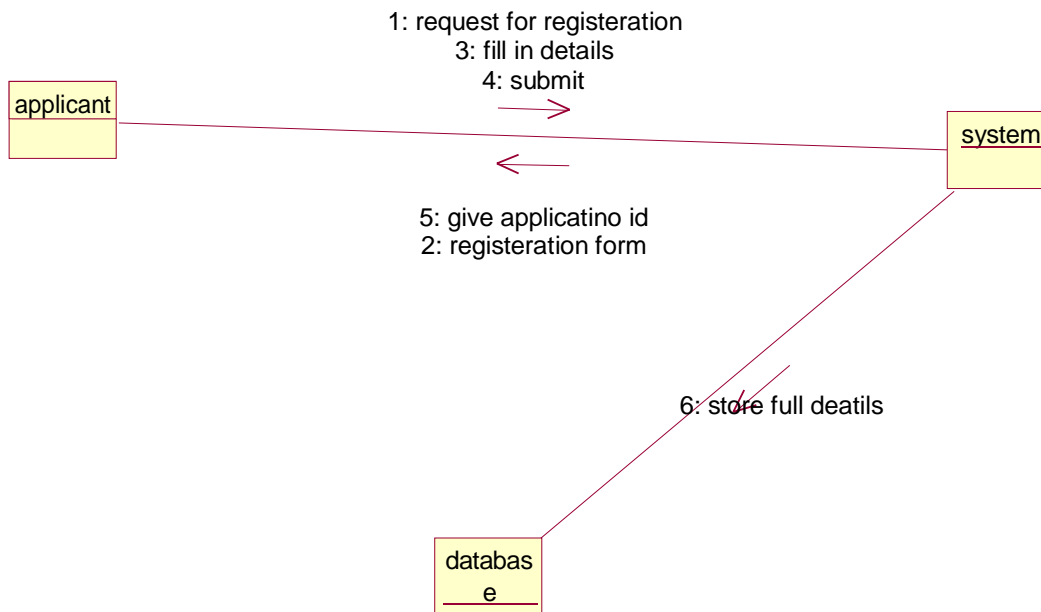 1: request for registeration
3: fill in details
4: submit
applicant
system
5: give applicatino id
2: registeration form
6: store full deatils
databas
e